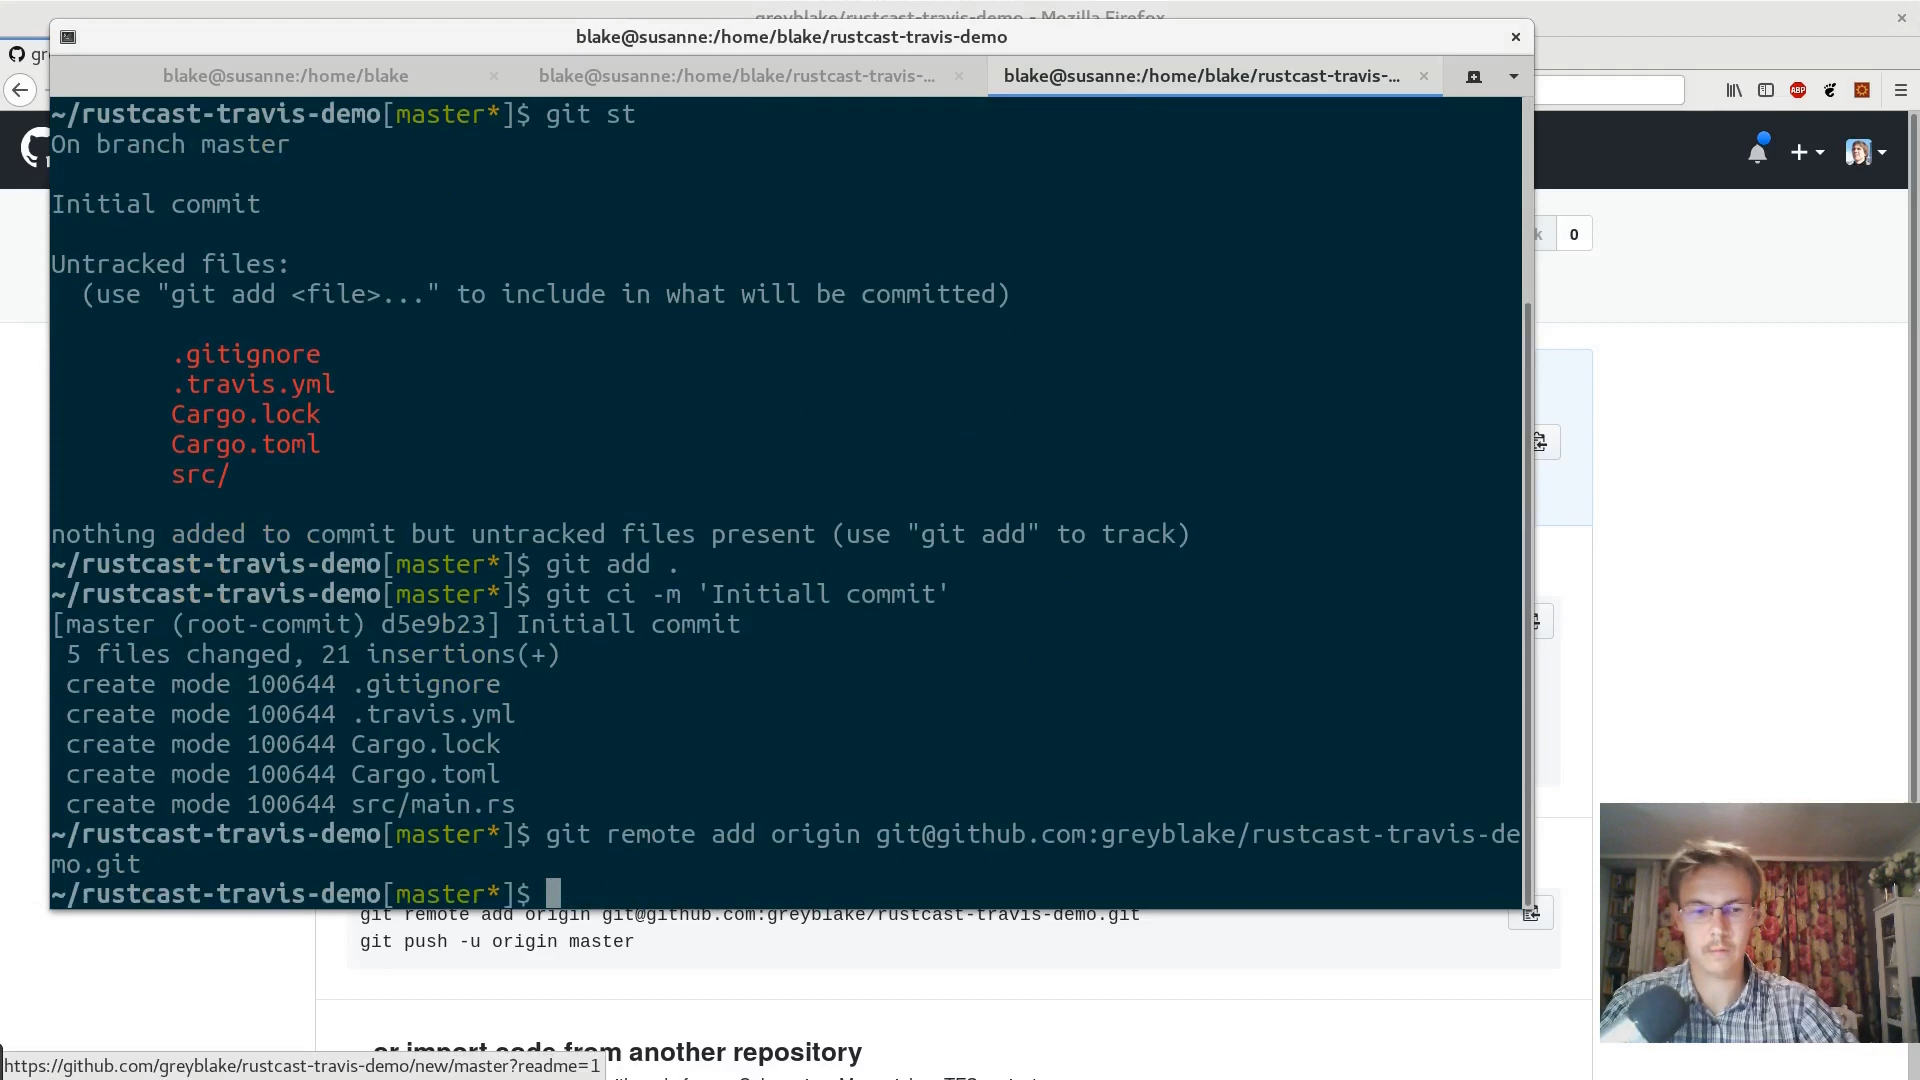 greyblake/rustcast-travis-demo - Mozilla Firefox
blake@susanne:/home/blake/rustcast-travis-demo
gr
blake@susanne:/home/blake
blake@susanne:/home/blake/rustcast-travis-...
blake@susanne:/home/blake/rustcast-travis-...
ABP
~/rustcast-travis-demo[master*]$ git st
On branch master
Initial commit
k 0
Untracked files:
(use "git add <file>..." to include in what will be committed)
.gitignore
.travis.yml
Cargo.lock
Cargo.toml
src/
nothing added to commit but untracked files present (use "git add" to track)
~/rustcast-travis-demo[master*]$ git add .
~/rustcast-travis-demo[master*]$ git ci -m 'Initiall commit'
[master (root-commit) d5e9b23] Initiall commit
5 files changed, 21 insertions(+)
create mode 100644 .gitignore
create mode 100644 .travis.yml
create mode 100644 Cargo.lock
create mode 100644 Cargo.toml
create mode 100644 src/main.rs
~/rustcast-travis-demo[master*]$ git remote add origin git@github.com:greyblake/rustcast-travis-de
mo.git
~/rustcast-travis-demo[master*]$
git remote add origin git@github.com:greyblake/rustcast-travis-demo.git
git push -u origin master
or import code from another repository
https://github.com/greyblake/rustcast-travis-demo/new/master?readme=1